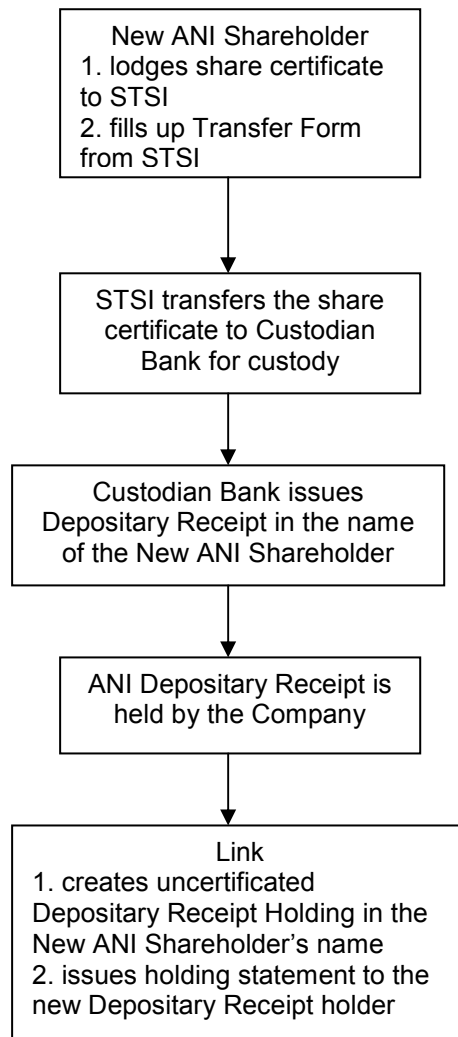 New ANI Shareholder
1. lodges share certificate
to STSI
2. fills up Transfer Form
from STSI
STSI transfers the share
certificate to Custodian
Bank for custody
Custodian Bank issues
Depositary Receipt in the name
of the New ANI Shareholder
ANI Depositary Receipt is
held by the Company
Link
1. creates uncertificated
Depositary Receipt Holding in the
New ANI Shareholder’s name
2. issues holding statement to the
new Depositary Receipt holder